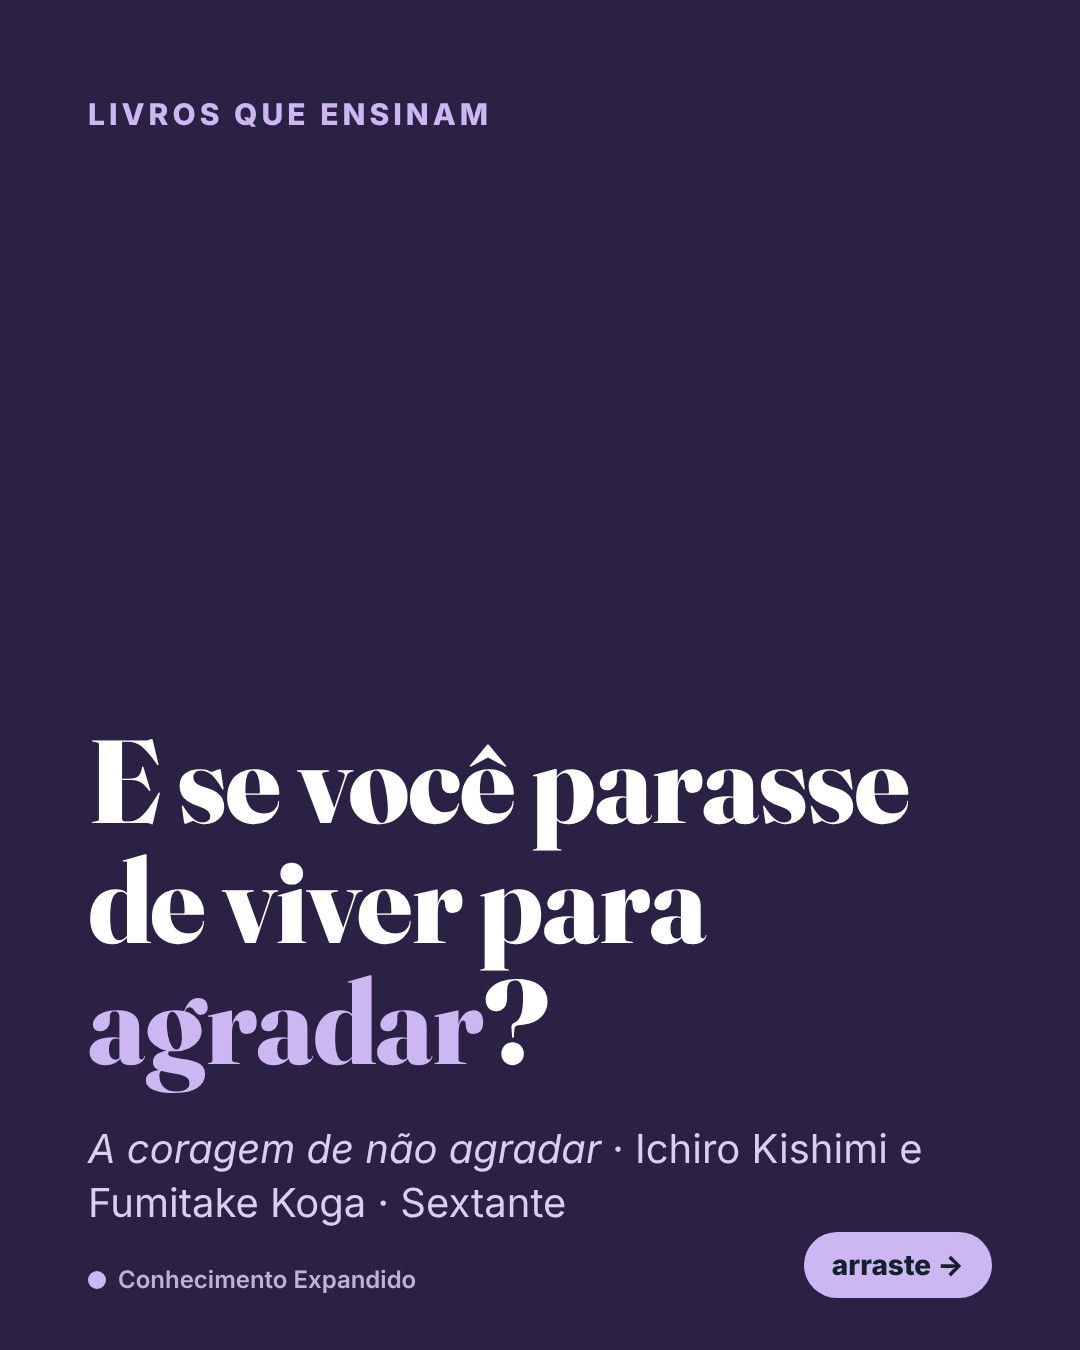 LIVROS QUE ENSINAM
E se você parasse
de viver para
agradar?
A coragem de não agradar · Ichiro Kishimi e
Fumitake Koga · Sextante
Conhecimento Expandido
arraste →